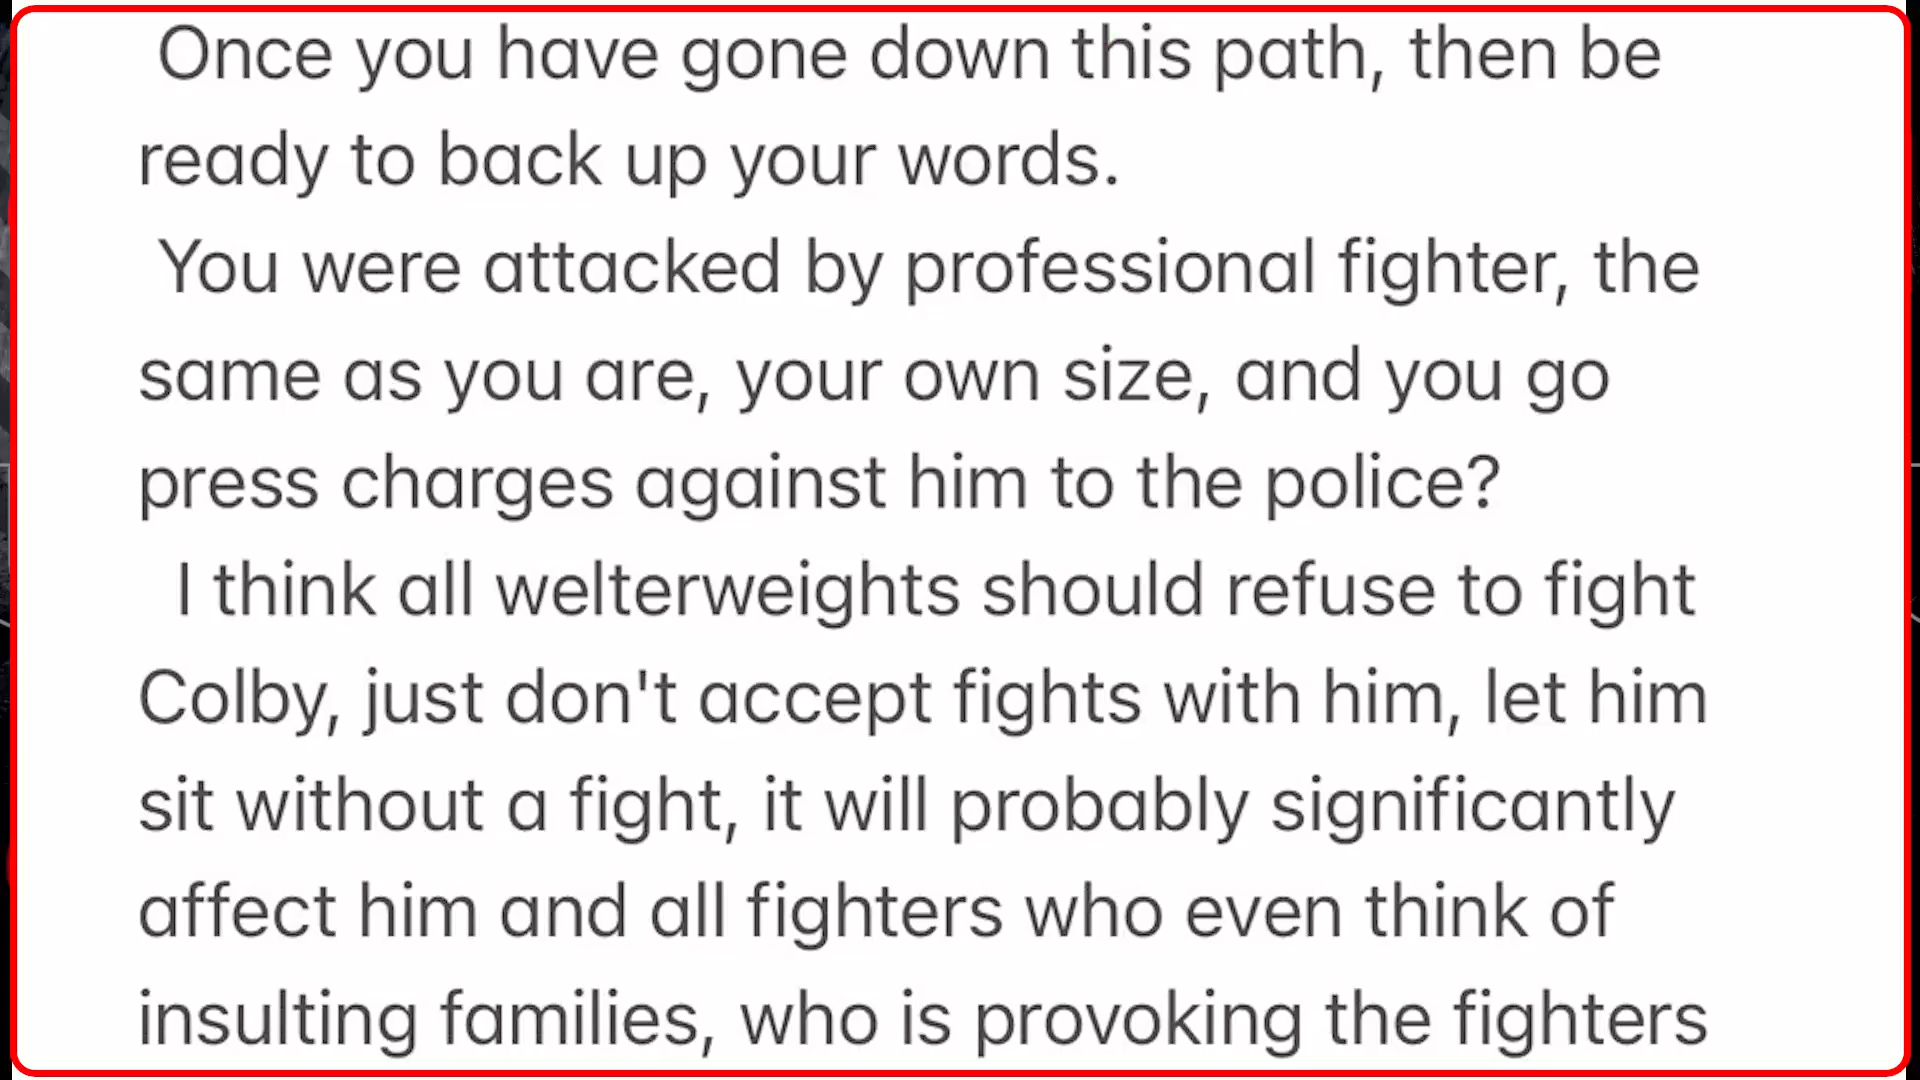 Once you have gone down this path, then be
ready to back up your words.
You were attacked by professional fighter, the
same as you are, your own size, and you go
press charges against him to the police?
I think all welterweights should refuse to fight
Colby, just don't accept fights with him, let him
sit without a fight, it will probably significantly
affect him and all fighters who even think of
insulting families, who is provoking the fighters